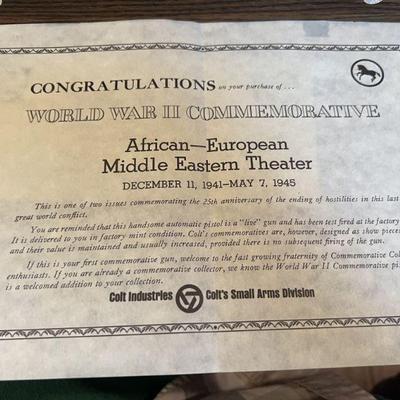 CONGRATULATIONS on your purchase of . . .
WORLD WAR II COMMEMORATIVE
African—European
Middle Eastern Theater
DECEMBER 11, 1941—MAY 7, 1945
This is one of two issues commemorating the 25th anniversary of the ending of hostilities in this last
great world conflict.
You are reminded that this handsome automatic pistol is a "live" gun and has been test fired at the factory
It is delivered to you in factory mint condition. Colt's commemoratives are, however, designed as show pieces
and their value is maintained and usually increased, provided there is no subsequent firing of the gun.
If this is your first commemorative gun, welcome to the fast growing fraternity of Commemorative Col
enthusiasts. If you are already a commemorative collector, we know the World War II Commemorative pis
is a welcomed addition to your collection.
Colt Industries Colt's Small Arms Division